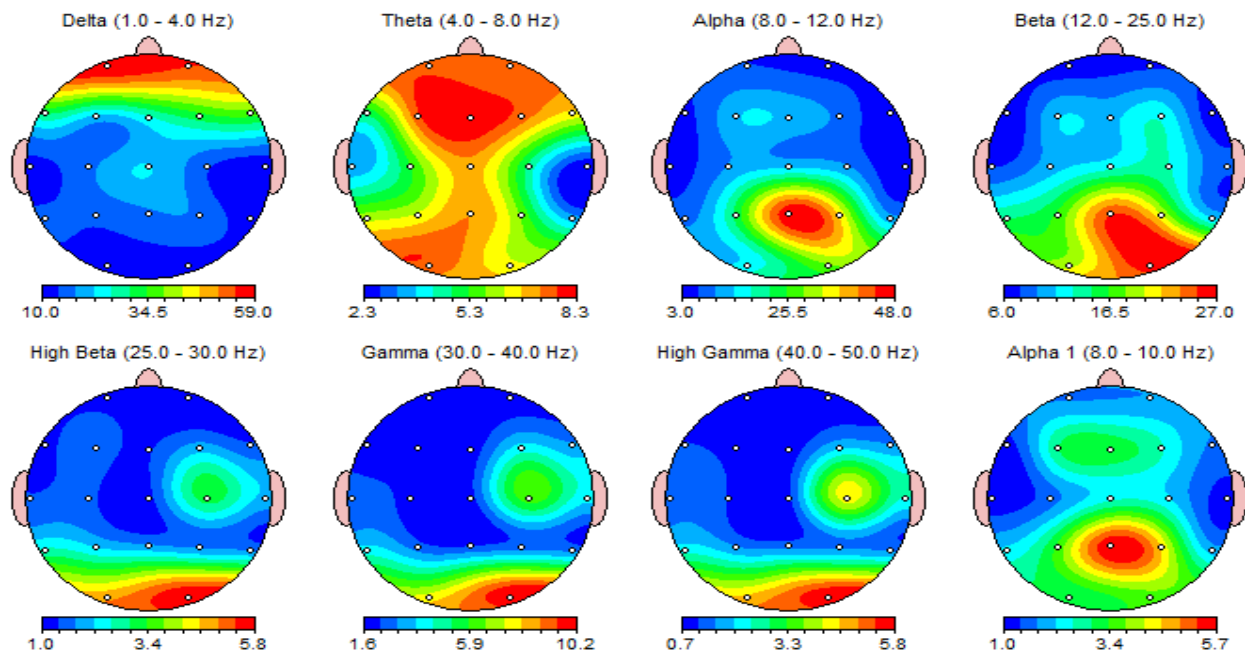 Delta (1.0 - 4.0 Hz) Theta (4.0 - 8.0 Hz) Alpha (8.0 - 12.0 Hz) Beta (12.0 - 25.0 Hz)
10.0 34.5 59.0 2.3 5.3 8.3 3.0 25.5 48.0 6.0 16.5 27.0
High Beta (25.0 - 30.0 Hz) Gamma (30.0 - 40.0 Hz) High Gamma (40.0 - 50.0 Hz) Alpha 1 (8.0 - 10.0 Hz)
1.0 3.4 5.8 1.6 5.9 10.2 0.7 3.3 5.8 1.0 3.4 5.7